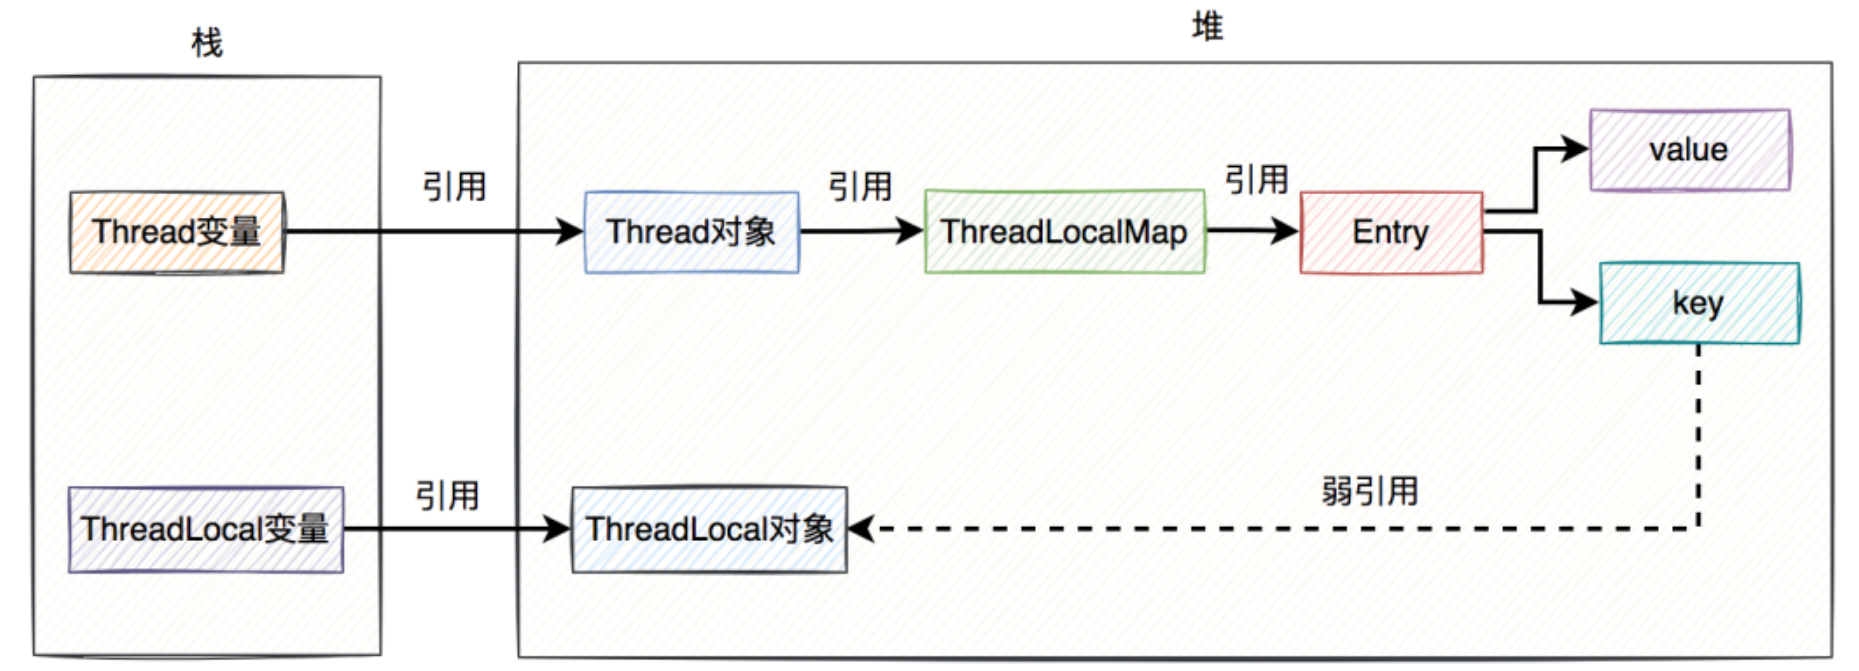 栈
堆
value
引用
引用
引用
Thread变量
Thread对象
ThreadLocalMap
Entry
key
引用
弱引用
ThreadLocal变量
ThreadLocal对象